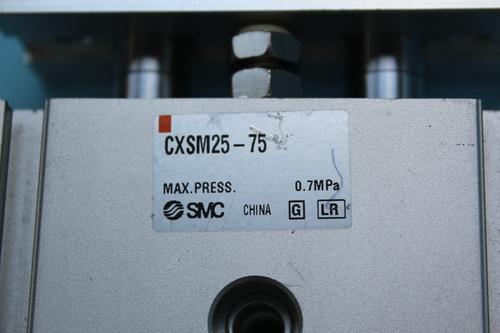 CXSM25-75
MAX.PRESS. 0.7MPa
SMC CHINA G LR